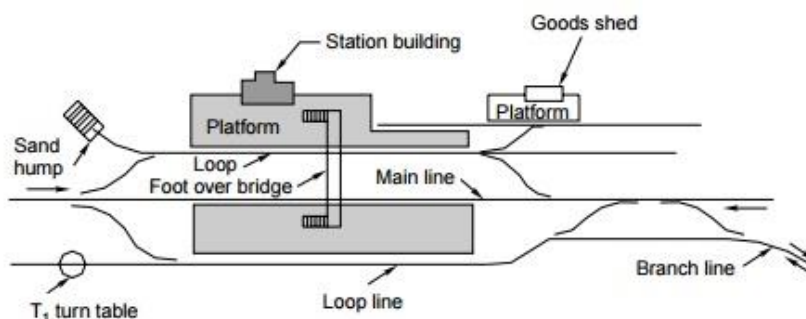 Station building
Goods shed
Platform
Platform
Sand
hump
Loop
Foot over bridge
Main line
T1 turn table
Loop line
Branch line